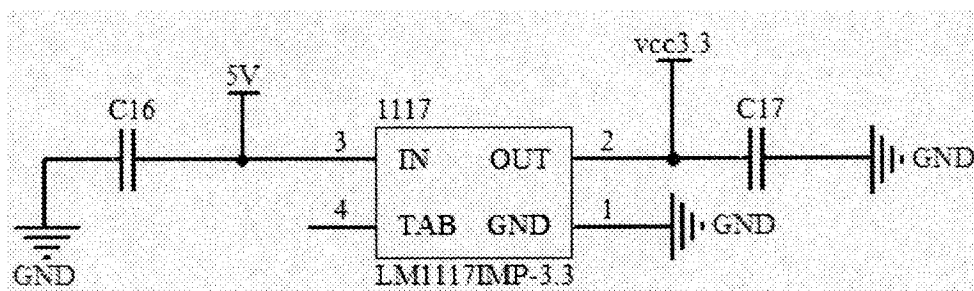 vcc3.3
5V
C16
1117
C17
3
IN
OUT
2
GND
4
TAB
GND
1
GND
GND
LM1117IMP-3.3